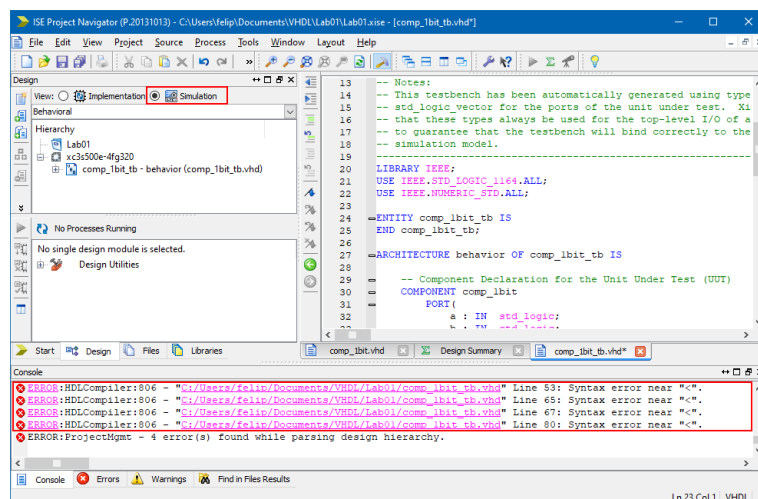 ISE Project Navigator (P.20131013) - C:\Users\felip\Documents\VHDL\Lab01\Lab01.xise - [comp_1bit_tb.vhd*]
File Edit View Project Source Process Tools Window Layout Help
Design
View: Implementation Simulation
Behavioral
Hierarchy
Lab01
xc3s500e-4fg320
comp_1bit_tb - behavior (comp_1bit_tb.vhd)
No Processes Running
No single design module is selected.
Design Utilities
Start Design Files Libraries
13 -- Notes:
14 -- This testbench has been automatically generated using type
15 -- std_logic_vector for the ports of the unit under test. Xi
16 -- that these types always be used for the top-level I/O of a
17 -- to guarantee that the testbench will bind correctly to the
18 -- simulation model.
19 --------------------------------------------------------
20 LIBRARY IEEE;
21 USE IEEE.STD_LOGIC_1164.ALL;
22 USE IEEE.NUMERIC_STD.ALL;
23
24 ENTITY comp_1bit_tb IS
25 END comp_1bit_tb;
26
27 ARCHITECTURE behavior OF comp_1bit_tb IS
28
29 -- Component Declaration for the Unit Under Test (UUT)
30 COMPONENT comp_1bit
31 PORT(
32 a : IN std_logic;
33 b : IN std_logic;
comp_1bit.vhd Design Summary comp_1bit_tb.vhd*
Console
ERROR:HDLCompiler:806 - "C:/Users/felip/Documents/VHDL/Lab01/comp_1bit_tb.vhd" Line 53: Syntax error near "<".
ERROR:HDLCompiler:806 - "C:/Users/felip/Documents/VHDL/Lab01/comp_1bit_tb.vhd" Line 65: Syntax error near "<".
ERROR:HDLCompiler:806 - "C:/Users/felip/Documents/VHDL/Lab01/comp_1bit_tb.vhd" Line 67: Syntax error near "<".
ERROR:HDLCompiler:806 - "C:/Users/felip/Documents/VHDL/Lab01/comp_1bit_tb.vhd" Line 80: Syntax error near "<".
ERROR:ProjectMgmt - 4 error(s) found while parsing design hierarchy.
Console Errors Warnings Find in Files Results
Ln 23 Col 1 VHDL